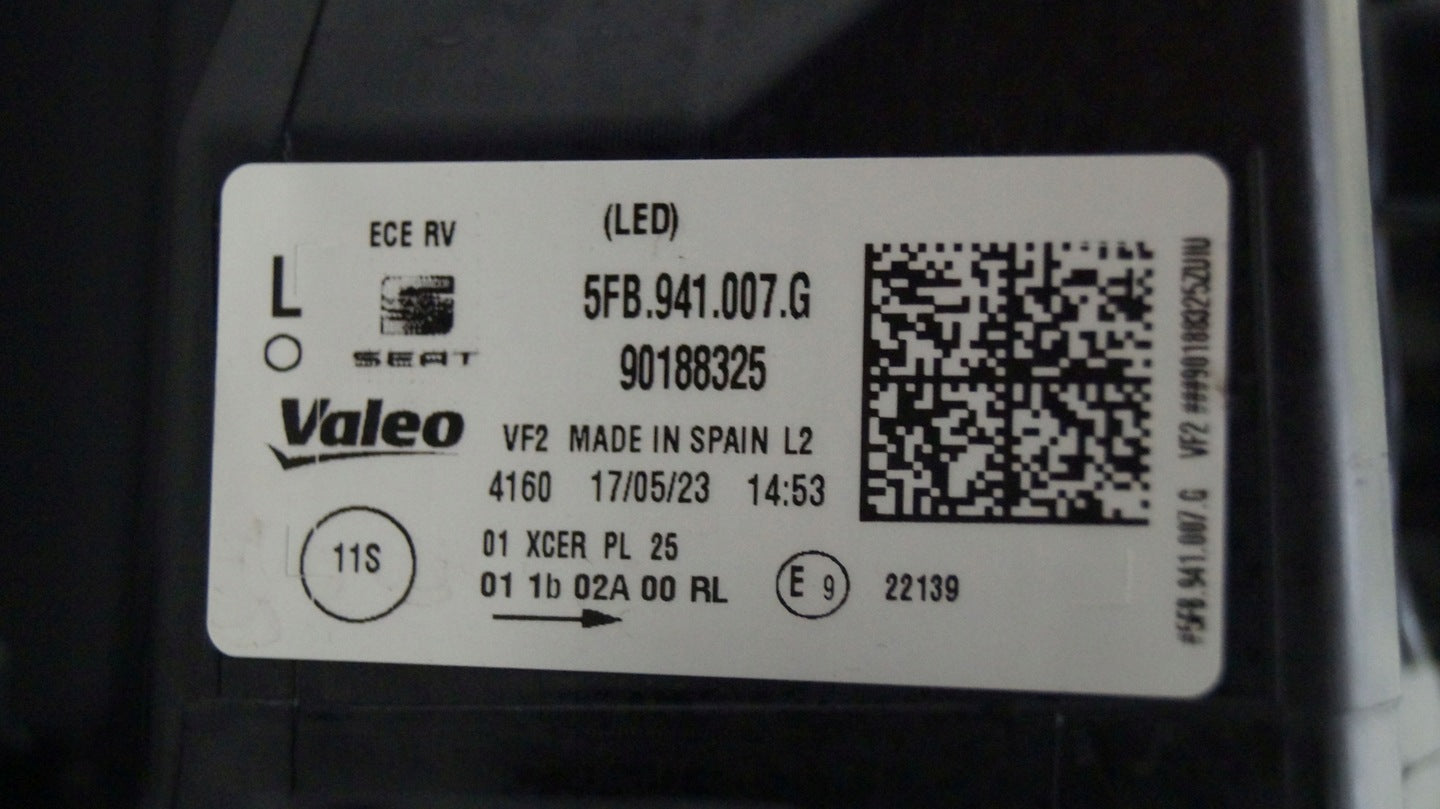 ECE RV
(LED)
L
SEAT
5FB.941.007.G
90188325
Valeo
VF2 MADE IN SPAIN L2
4160 17/05/23 14:53
11S
01 XCER PL 25
01 1b 02A 00 RL
E 9
22139
#5FB.941.007.G VF2 ###90188325ZU1U